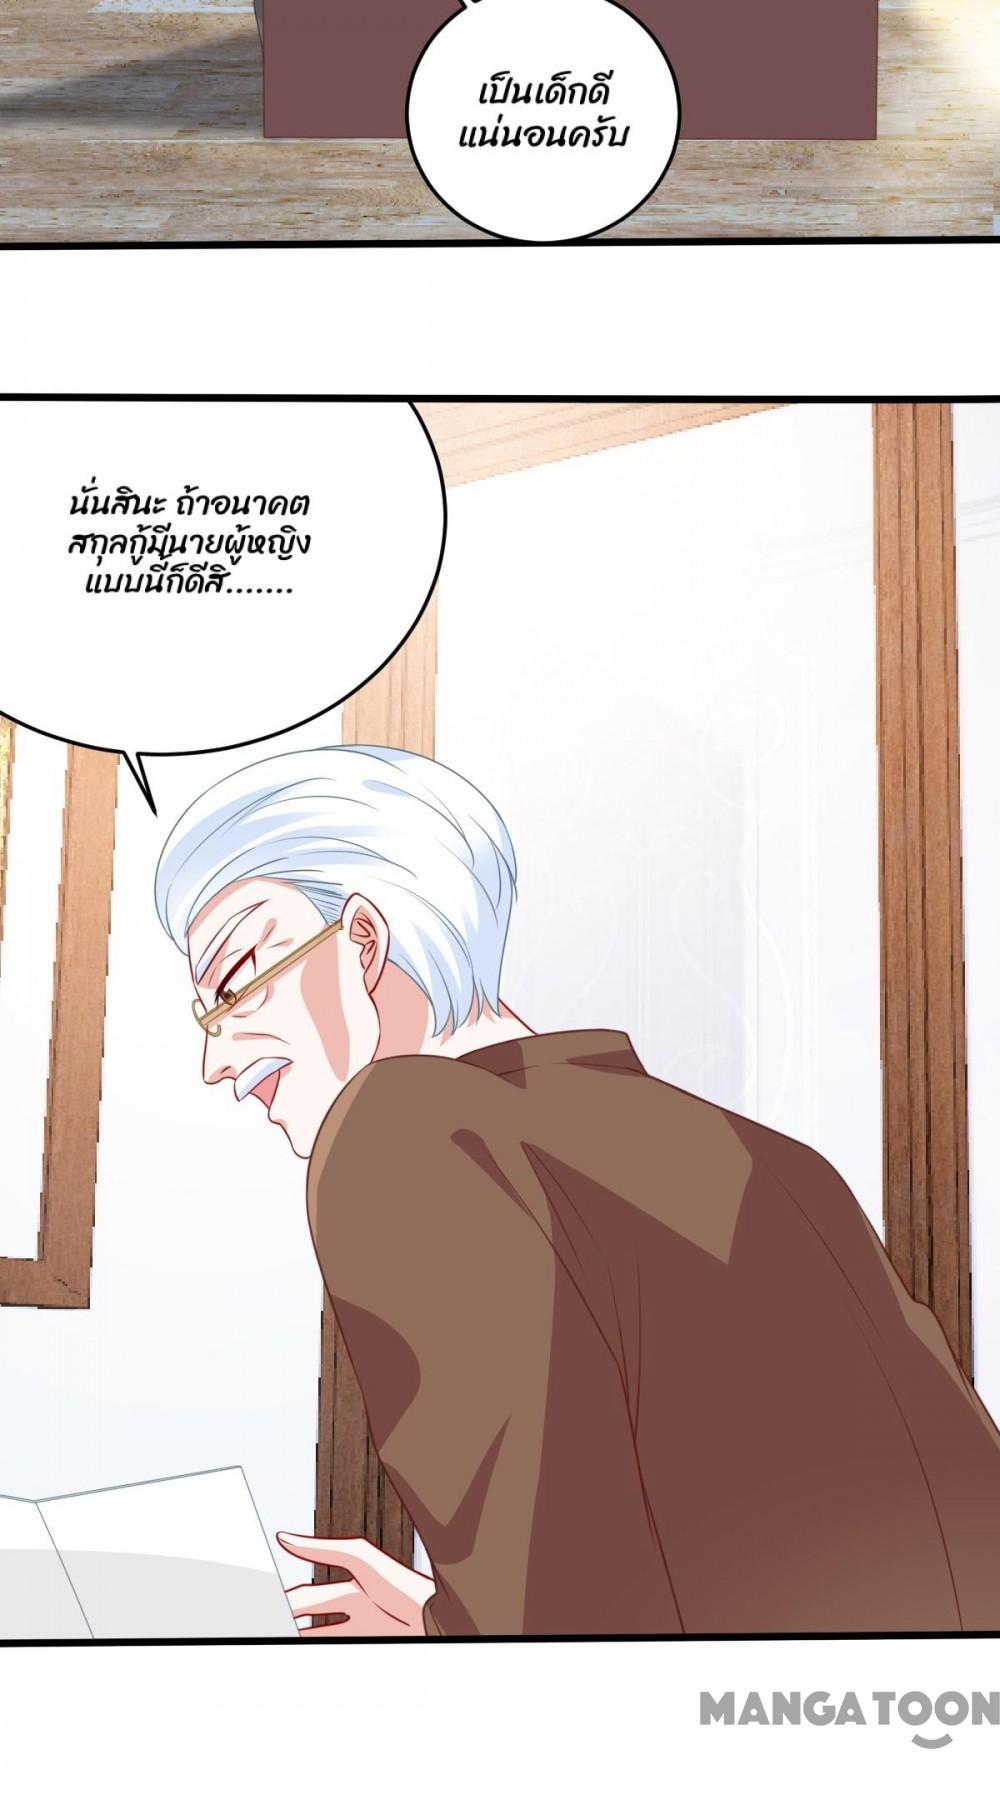 เป็นเด็กดี
แน่นอนครับ
นั่นสินะ ถ้าอนาคต
สกุลกู้มีนายผู้หญิง
แบบนี้ก็ดีสิ.......
MANGATOON